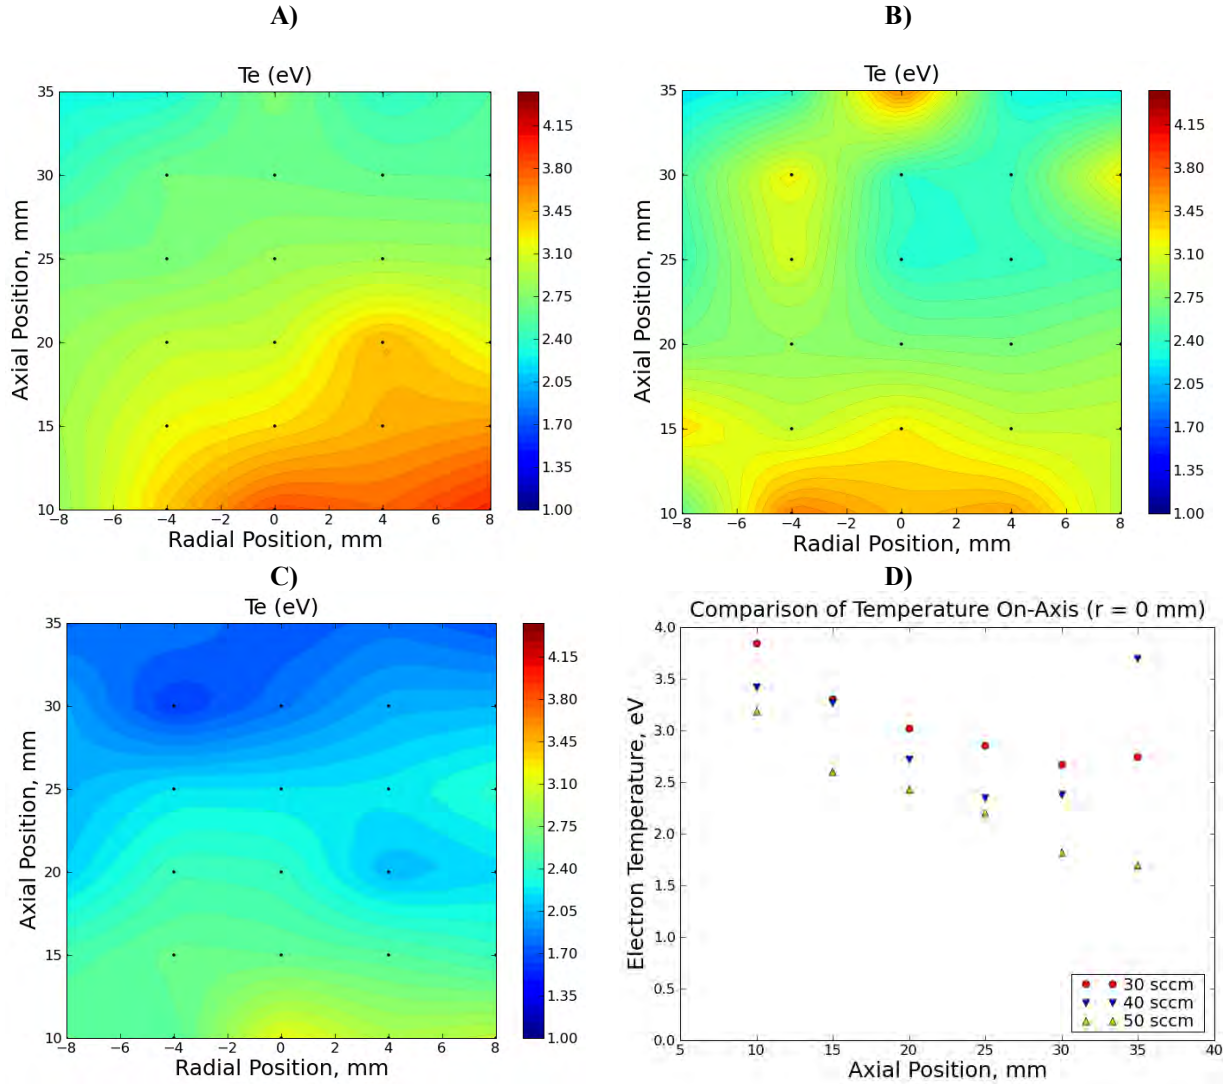 A)
B)
Te (eV)
Te (eV)
35
30
25
20
15
10
Axial Position, mm
−8 −6 −4 −2 0 2 4 6 8
Radial Position, mm
4.15
3.80
3.45
3.10
2.75
2.40
2.05
1.70
1.35
1.00
35
30
25
20
15
10
Axial Position, mm
−8 −6 −4 −2 0 2 4 6 8
Radial Position, mm
4.15
3.80
3.45
3.10
2.75
2.40
2.05
1.70
1.35
1.00
C)
D)
Te (eV)
35
30
25
20
15
10
Axial Position, mm
−8 −6 −4 −2 0 2 4 6 8
Radial Position, mm
4.15
3.80
3.45
3.10
2.75
2.40
2.05
1.70
1.35
1.00
Comparison of Temperature On-Axis (r = 0 mm)
4.0
3.5
3.0
2.5
2.0
1.5
1.0
0.5
0.0
Electron Temperature, eV
30 sccm
40 sccm
50 sccm
5 10 15 20 25 30 35 40
Axial Position, mm